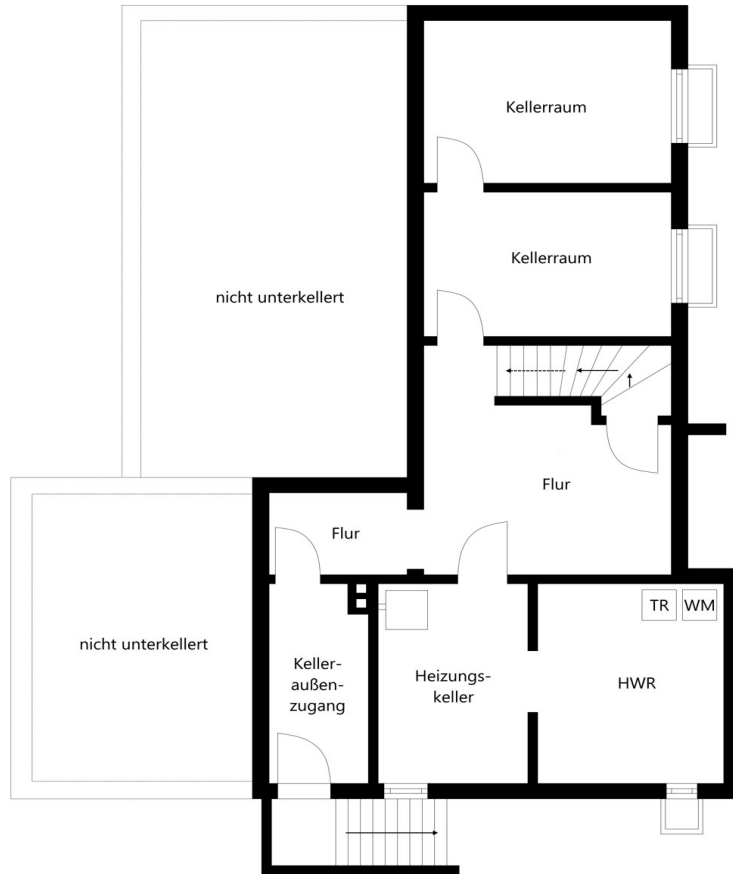 Kellerraum
Kellerraum
nicht unterkellert
Flur
Flur
TR
WM
nicht unterkellert
Keller-
außen-
zugang
Heizungs-
keller
HWR